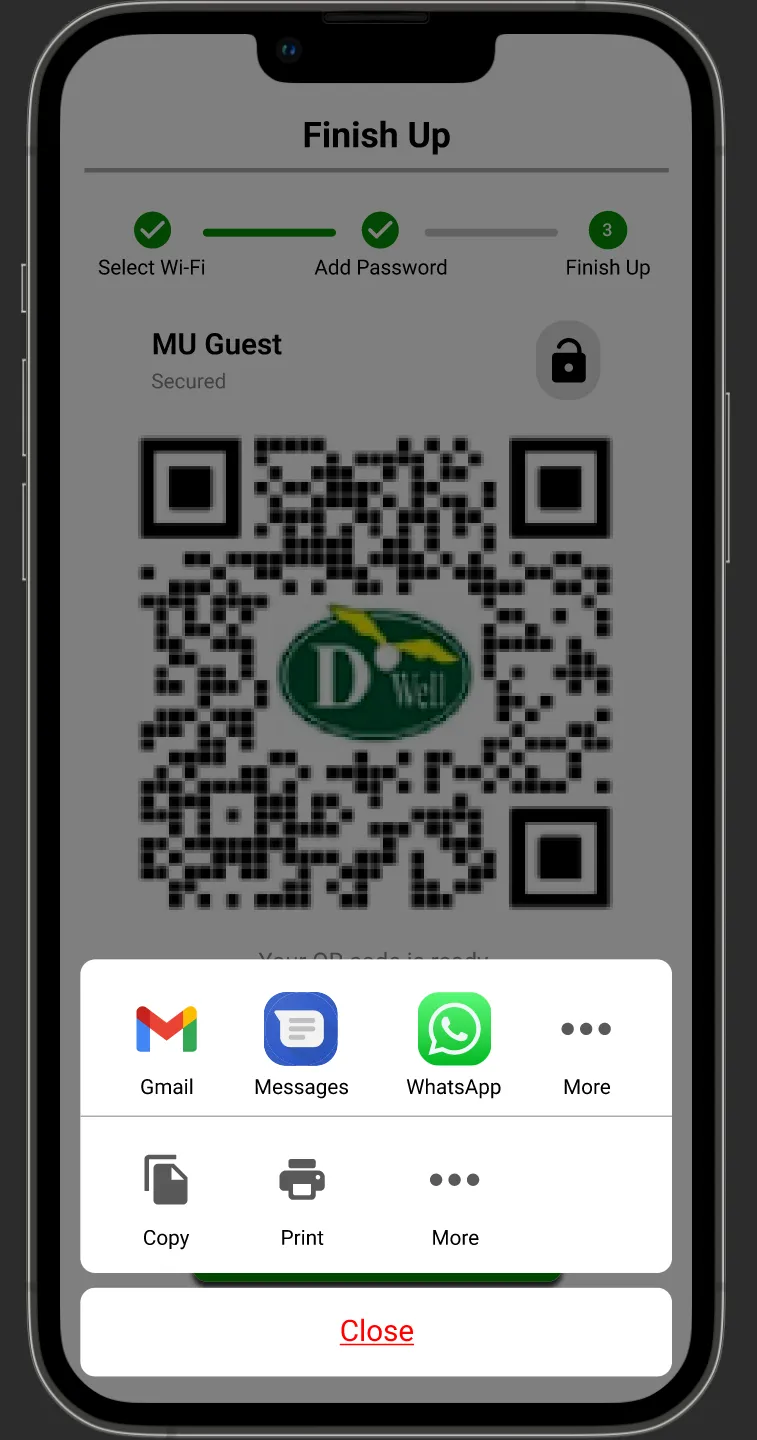 Finish Up
3
Select Wi-Fi Add Password Finish Up
MU Guest
Secured
D Well
Your QR code is ready
Gmail Messages WhatsApp More
Copy Print More
Close